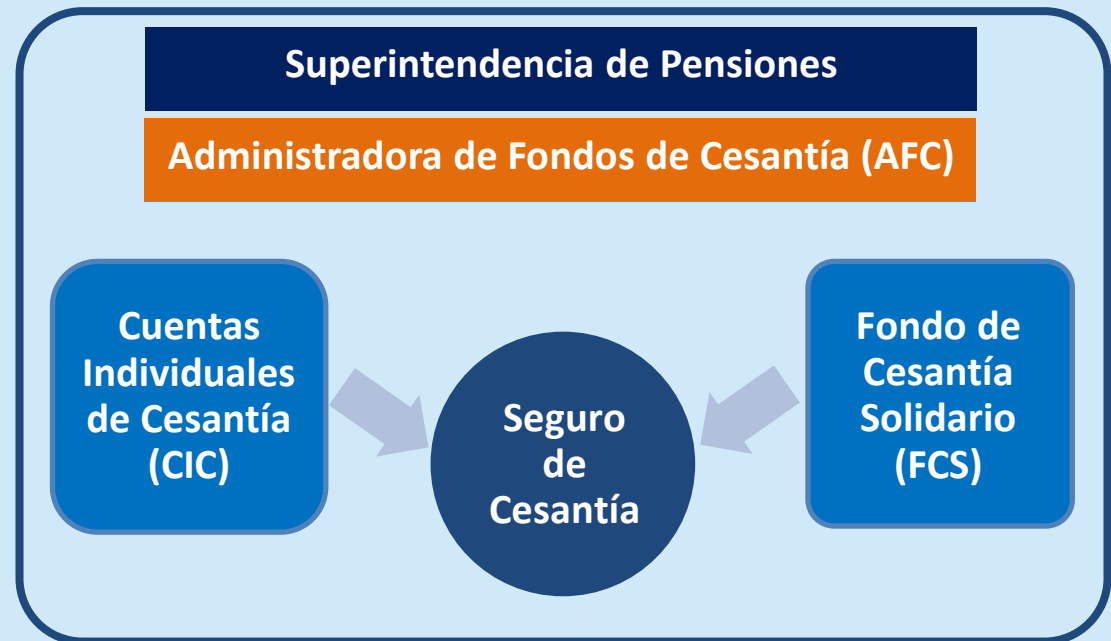 Superintendencia de Pensiones
Administradora de Fondos de Cesantía (AFC)
Cuentas
Individuales
de Cesantía
(CIC)
Seguro
de
Cesantía
Fondo de
Cesantía
Solidario
(FCS)